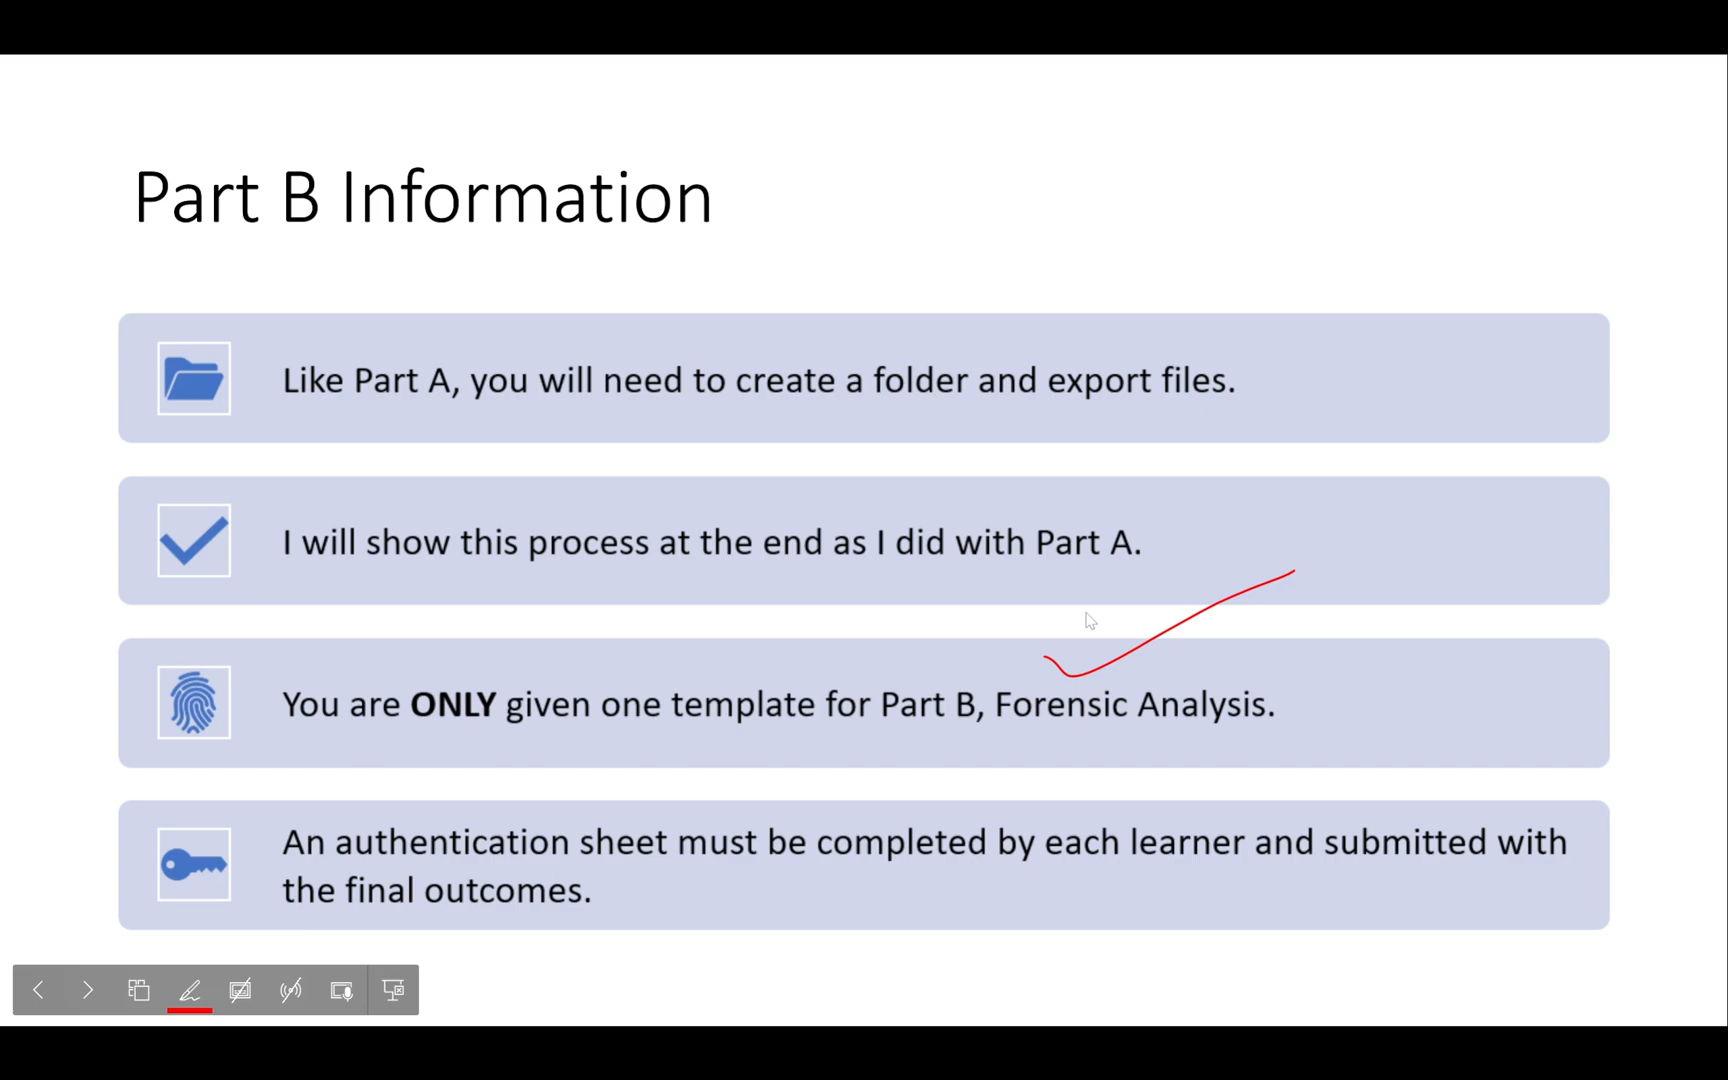 Part B Information
Like Part A, you will need to create a folder and export files.
I will show this process at the end as I did with Part A.
You are ONLY given one template for Part B, Forensic Analysis.
An authentication sheet must be completed by each learner and submitted with
the final outcomes.